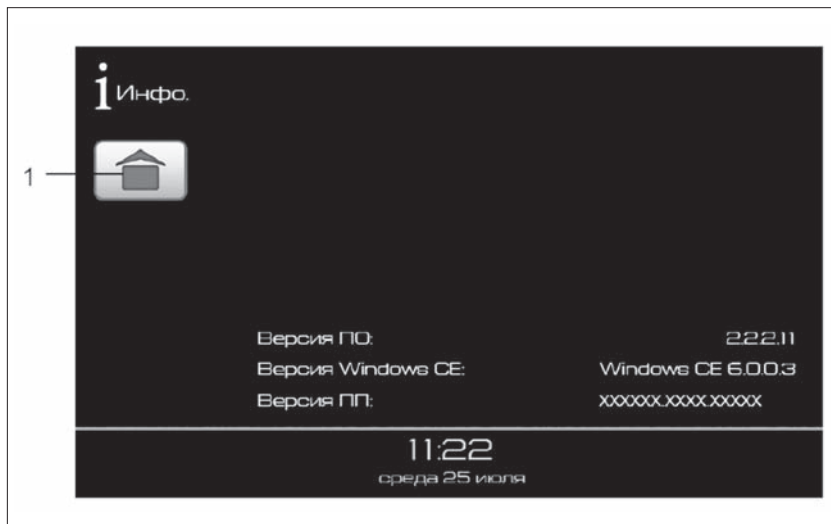 i Инфо.
1
Версия ПО: 2.2.2.11
Версия Windows CE: Windows CE 6.0.0.3
Версия ПП: XXXXXX.XXXX.XXXXX
11:22
среда 25 июля